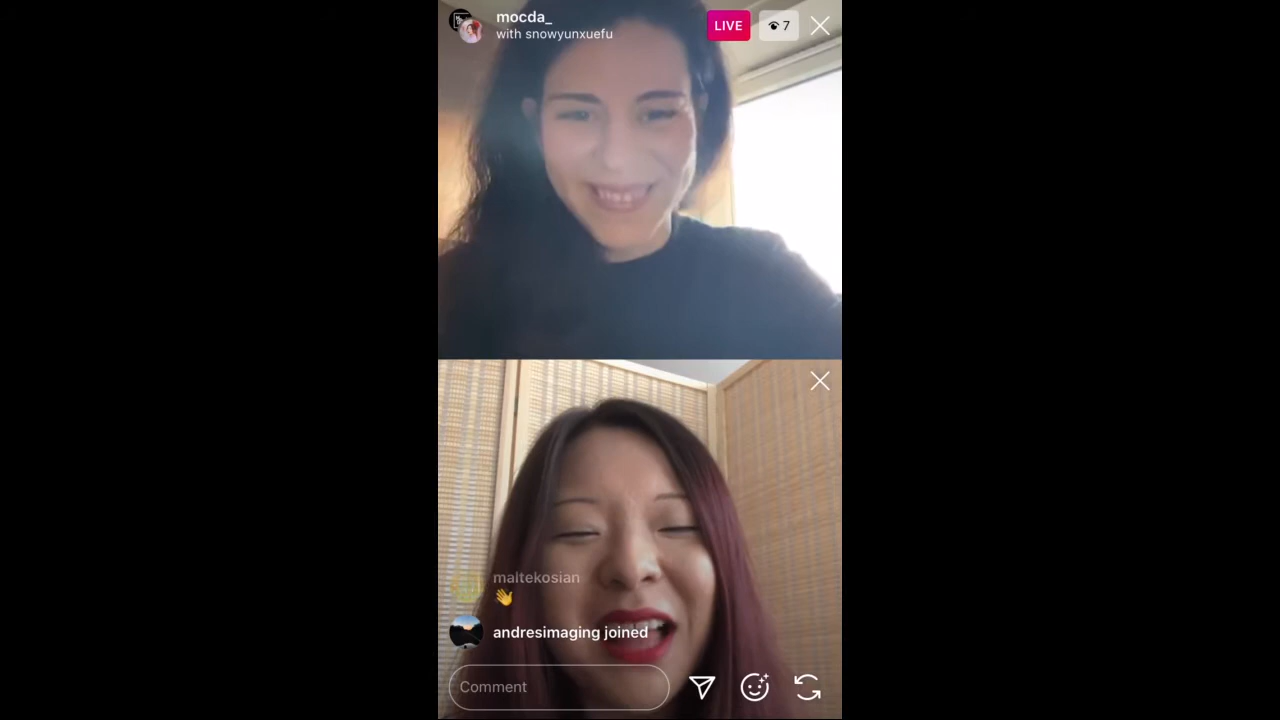 mocda_
with snowyunxuefu
LIVE
7
maltekosian
👋
andresimaging joined
Comment